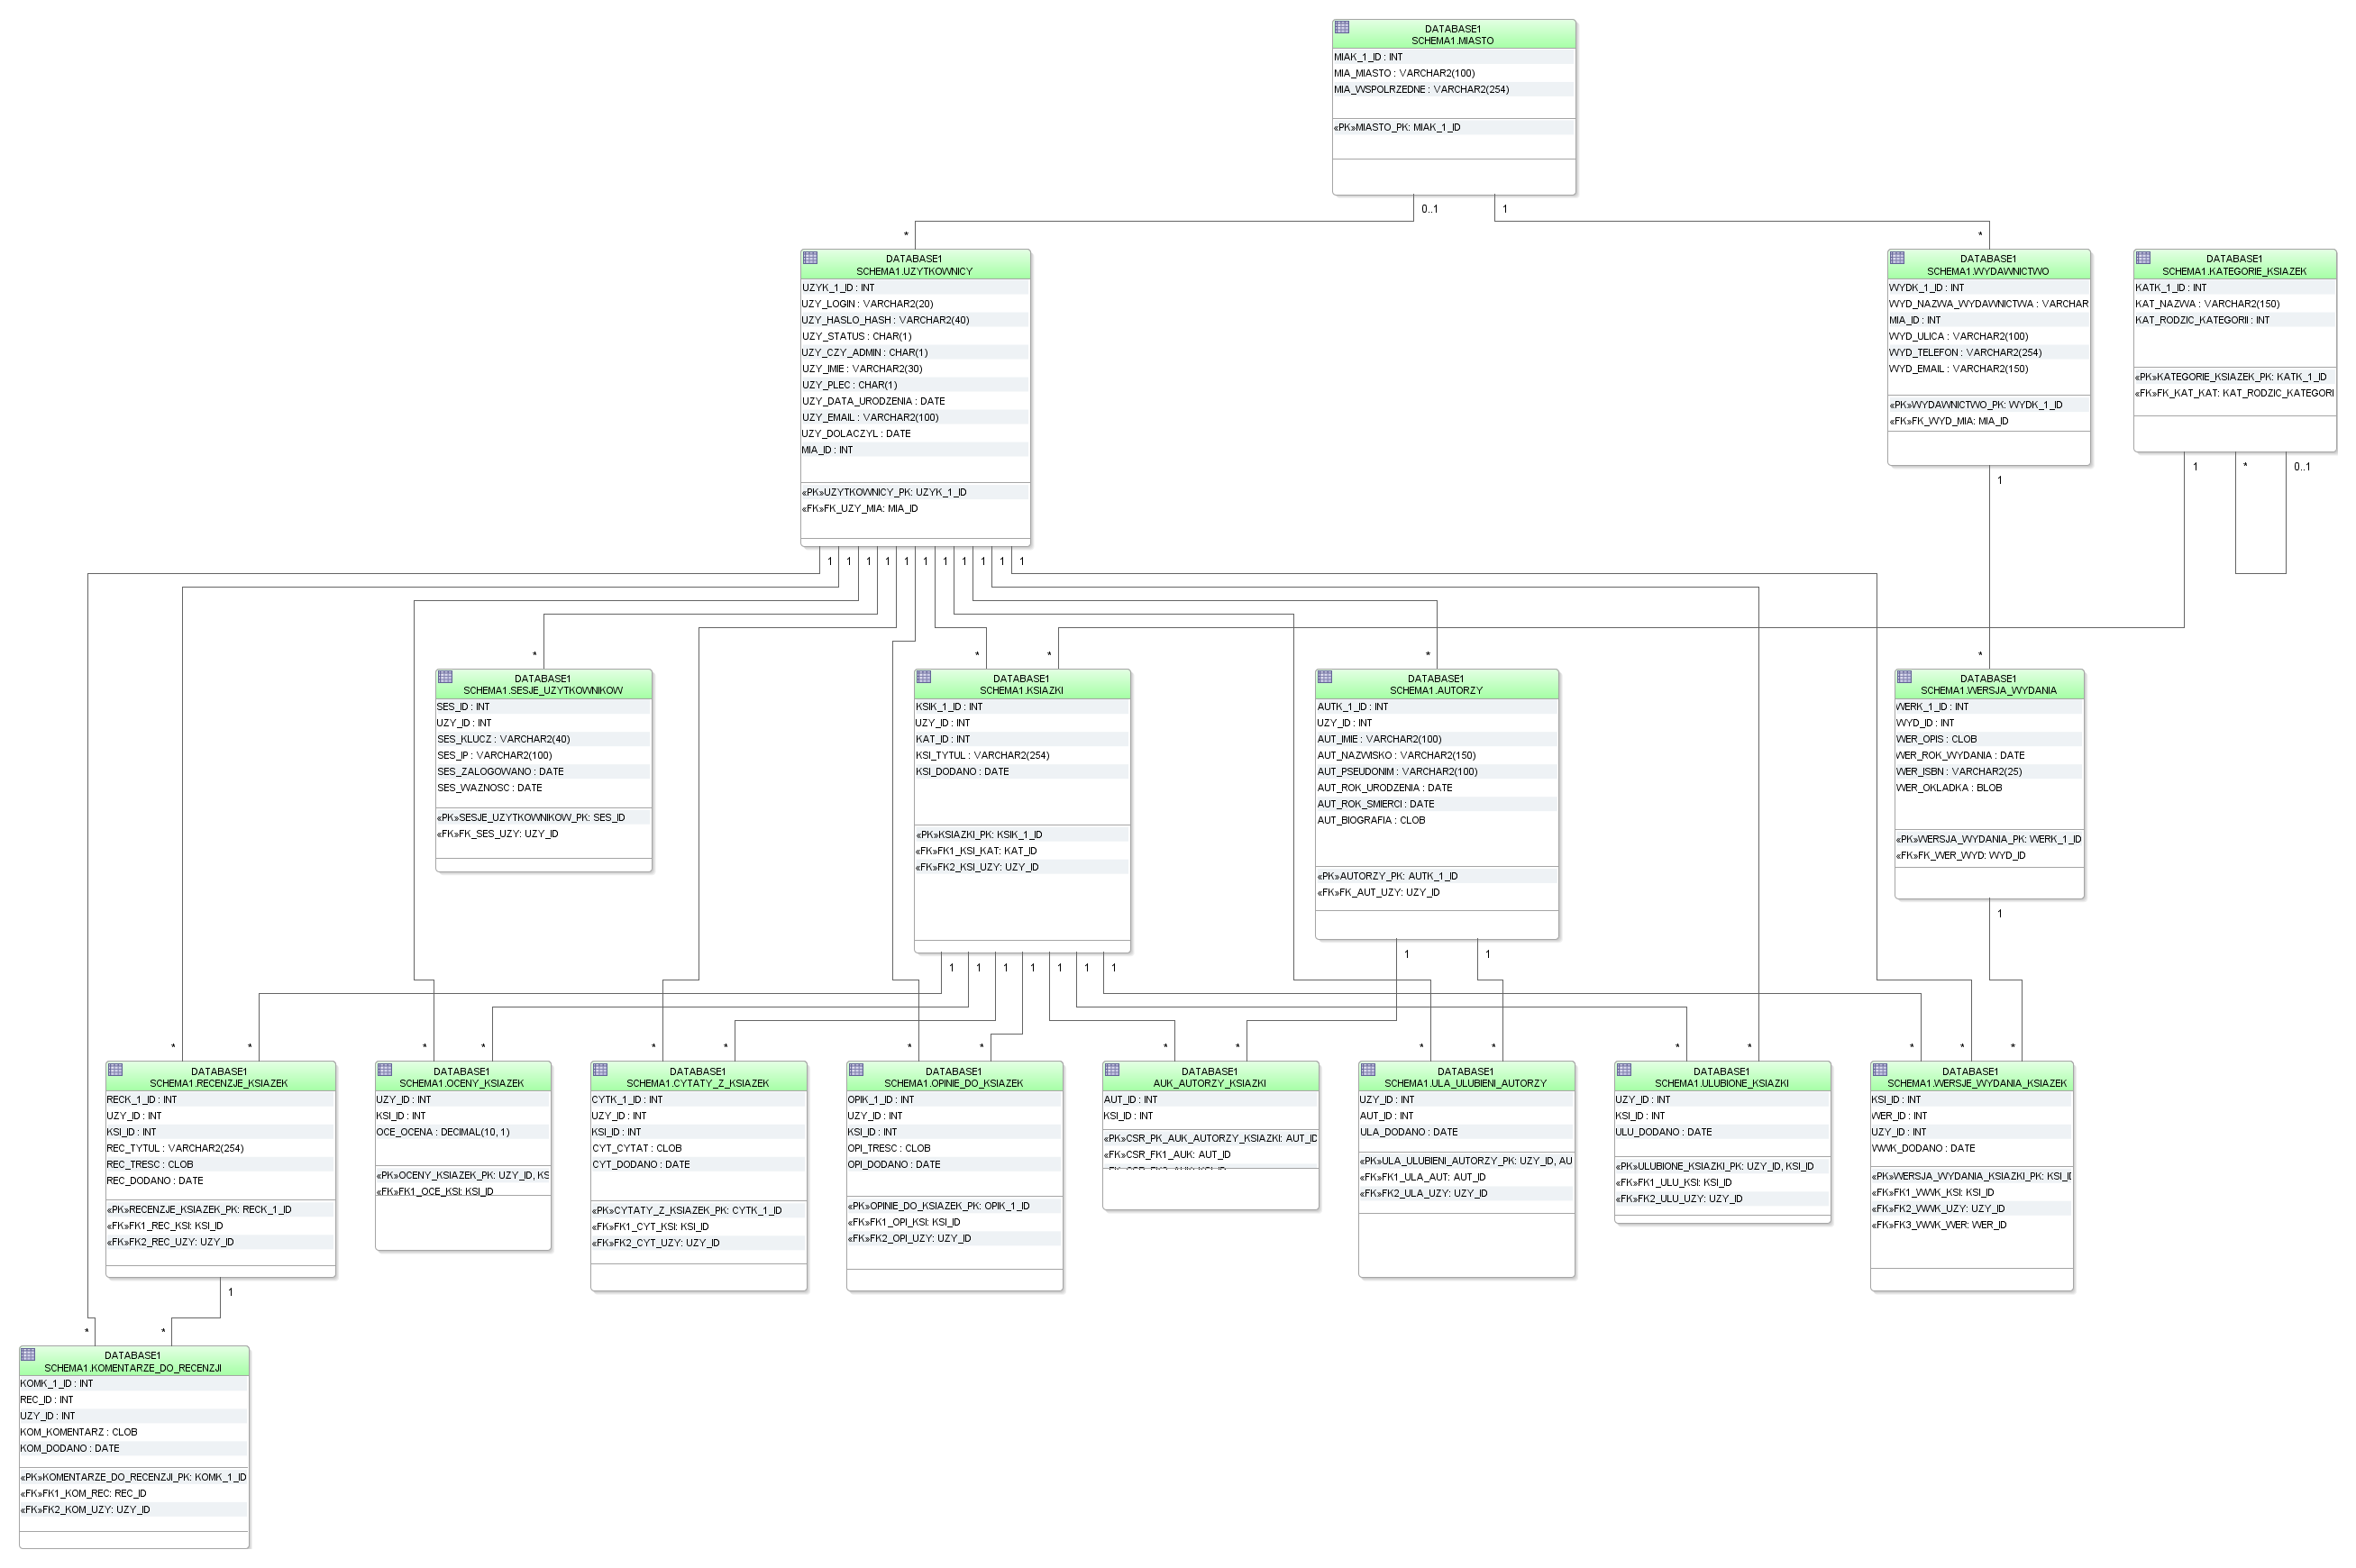 DATABASE1
SCHEMA1.MIASTO
MIAK_1_ID : INT
MIA_MIASTO : VARCHAR2(100)
MIA_WSPOLRZEDNE : VARCHAR2(254)
«PK»MIASTO_PK: MIAK_1_ID
0..1
1
*
*
DATABASE1
SCHEMA1.UZYTKOWNICY
UZYK_1_ID : INT
UZY_LOGIN : VARCHAR2(20)
UZY_HASLO_HASH : VARCHAR2(40)
UZY_STATUS : CHAR(1)
UZY_CZY_ADMIN : CHAR(1)
UZY_IMIE : VARCHAR2(30)
UZY_PLEC : CHAR(1)
UZY_DATA_URODZENIA : DATE
UZY_EMAIL : VARCHAR2(100)
UZY_DOLACZYL : DATE
MIA_ID : INT
«PK»UZYTKOWNICY_PK: UZYK_1_ID
«FK»FK_UZY_MIA: MIA_ID
DATABASE1
SCHEMA1.WYDAWNICTWO
WYDK_1_ID : INT
WYD_NAZWA_WYDAWNICTWA : VARCHAR
MIA_ID : INT
WYD_ULICA : VARCHAR2(100)
WYD_TELEFON : VARCHAR2(254)
WYD_EMAIL : VARCHAR2(150)
«PK»WYDAWNICTWO_PK: WYDK_1_ID
«FK»FK_WYD_MIA: MIA_ID
DATABASE1
SCHEMA1.KATEGORIE_KSIAZEK
KATK_1_ID : INT
KAT_NAZWA : VARCHAR2(150)
KAT_RODZIC_KATEGORII : INT
«PK»KATEGORIE_KSIAZEK_PK: KATK_1_ID
«FK»FK_KAT_KAT: KAT_RODZIC_KATEGORI
1 * 0..1
1
1 1 1 1 1 1 1 1 1 1 1
* * * * *
DATABASE1
SCHEMA1.SESJE_UZYTKOWNIKOW
SES_ID : INT
UZY_ID : INT
SES_KLUCZ : VARCHAR2(40)
SES_IP : VARCHAR2(100)
SES_ZALOGOWANO : DATE
SES_WAZNOSC : DATE
«PK»SESJE_UZYTKOWNIKOW_PK: SES_ID
«FK»FK_SES_UZY: UZY_ID
DATABASE1
SCHEMA1.KSIAZKI
KSIK_1_ID : INT
UZY_ID : INT
KAT_ID : INT
KSI_TYTUL : VARCHAR2(254)
KSI_DODANO : DATE
«PK»KSIAZKI_PK: KSIK_1_ID
«FK»FK1_KSI_KAT: KAT_ID
«FK»FK2_KSI_UZY: UZY_ID
DATABASE1
SCHEMA1.AUTORZY
AUTK_1_ID : INT
UZY_ID : INT
AUT_IMIE : VARCHAR2(100)
AUT_NAZWISKO : VARCHAR2(150)
AUT_PSEUDONIM : VARCHAR2(100)
AUT_ROK_URODZENIA : DATE
AUT_ROK_SMIERCI : DATE
AUT_BIOGRAFIA : CLOB
«PK»AUTORZY_PK: AUTK_1_ID
«FK»FK_AUT_UZY: UZY_ID
DATABASE1
SCHEMA1.WERSJA_WYDANIA
WERK_1_ID : INT
WYD_ID : INT
WER_OPIS : CLOB
WER_ROK_WYDANIA : DATE
WER_ISBN : VARCHAR2(25)
WER_OKLADKA : BLOB
«PK»WERSJA_WYDANIA_PK: WERK_1_ID
«FK»FK_WER_WYD: WYD_ID
1
1 1
1 1 1 1 1 1 1
* * * * * * * * * * * * * * * * *
DATABASE1
SCHEMA1.RECENZJE_KSIAZEK
RECK_1_ID : INT
UZY_ID : INT
KSI_ID : INT
REC_TYTUL : VARCHAR2(254)
REC_TRESC : CLOB
REC_DODANO : DATE
«PK»RECENZJE_KSIAZEK_PK: RECK_1_ID
«FK»FK1_REC_KSI: KSI_ID
«FK»FK2_REC_UZY: UZY_ID
DATABASE1
SCHEMA1.OCENY_KSIAZEK
UZY_ID : INT
KSI_ID : INT
OCE_OCENA : DECIMAL(10, 1)
«PK»OCENY_KSIAZEK_PK: UZY_ID, KS
«FK»FK1_OCE_KSI: KSI_ID
DATABASE1
SCHEMA1.CYTATY_Z_KSIAZEK
CYTK_1_ID : INT
UZY_ID : INT
KSI_ID : INT
CYT_CYTAT : CLOB
CYT_DODANO : DATE
«PK»CYTATY_Z_KSIAZEK_PK: CYTK_1_ID
«FK»FK1_CYT_KSI: KSI_ID
«FK»FK2_CYT_UZY: UZY_ID
DATABASE1
SCHEMA1.OPINIE_DO_KSIAZEK
OPIK_1_ID : INT
UZY_ID : INT
KSI_ID : INT
OPI_TRESC : CLOB
OPI_DODANO : DATE
«PK»OPINIE_DO_KSIAZEK_PK: OPIK_1_ID
«FK»FK1_OPI_KSI: KSI_ID
«FK»FK2_OPI_UZY: UZY_ID
DATABASE1
AUK_AUTORZY_KSIAZKI
AUT_ID : INT
KSI_ID : INT
«PK»CSR_PK_AUK_AUTORZY_KSIAZKI: AUT_ID
«FK»CSR_FK1_AUK: AUT_ID
DATABASE1
SCHEMA1.ULA_ULUBIENI_AUTORZY
UZY_ID : INT
AUT_ID : INT
ULA_DODANO : DATE
«PK»ULA_ULUBIENI_AUTORZY_PK: UZY_ID, AU
«FK»FK1_ULA_AUT: AUT_ID
«FK»FK2_ULA_UZY: UZY_ID
DATABASE1
SCHEMA1.ULUBIONE_KSIAZKI
UZY_ID : INT
KSI_ID : INT
ULU_DODANO : DATE
«PK»ULUBIONE_KSIAZKI_PK: UZY_ID, KSI_ID
«FK»FK1_ULU_KSI: KSI_ID
«FK»FK2_ULU_UZY: UZY_ID
DATABASE1
SCHEMA1.WERSJE_WYDANIA_KSIAZEK
KSI_ID : INT
WER_ID : INT
UZY_ID : INT
WWK_DODANO : DATE
«PK»WERSJA_WYDANIA_KSIAZKI_PK: KSI_I
«FK»FK1_WWK_KSI: KSI_ID
«FK»FK2_WWK_UZY: UZY_ID
«FK»FK3_WWK_WER: WER_ID
1
* *
DATABASE1
SCHEMA1.KOMENTARZE_DO_RECENZJI
KOMK_1_ID : INT
REC_ID : INT
UZY_ID : INT
KOM_KOMENTARZ : CLOB
KOM_DODANO : DATE
«PK»KOMENTARZE_DO_RECENZJI_PK: KOMK_1_ID
«FK»FK1_KOM_REC: REC_ID
«FK»FK2_KOM_UZY: UZY_ID